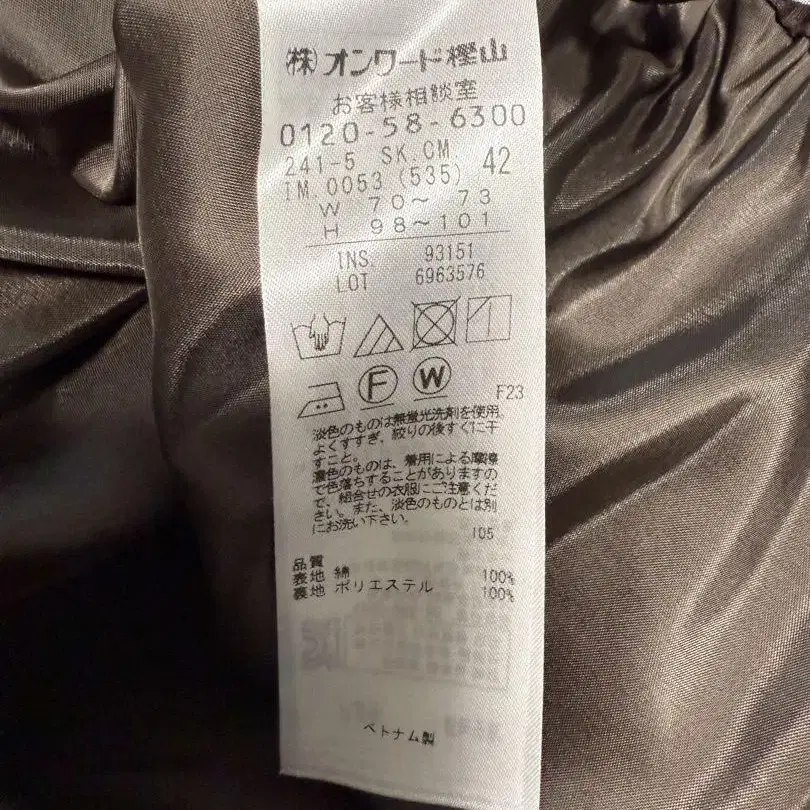 (株)オンワード樫山
お客様相談室
0120-58-6300
241-5 SK.CM 42
IM.0053 (535)
W 70～ 73
H 98～101
INS. 93151
LOT 6963576
F W
F23
淡色のものは無蛍光洗剤を使用。
よくすすぎ、絞りの後すぐに干
すこと。
濃色のものは、着用による摩擦
で色落ちすることがありますの
で、組合せの衣服にご注意くだ
さい。また、淡色のものとは別
にお洗い下さい。
105
品質
表地 綿 100%
裏地 ポリエステル 100%
ベトナム製